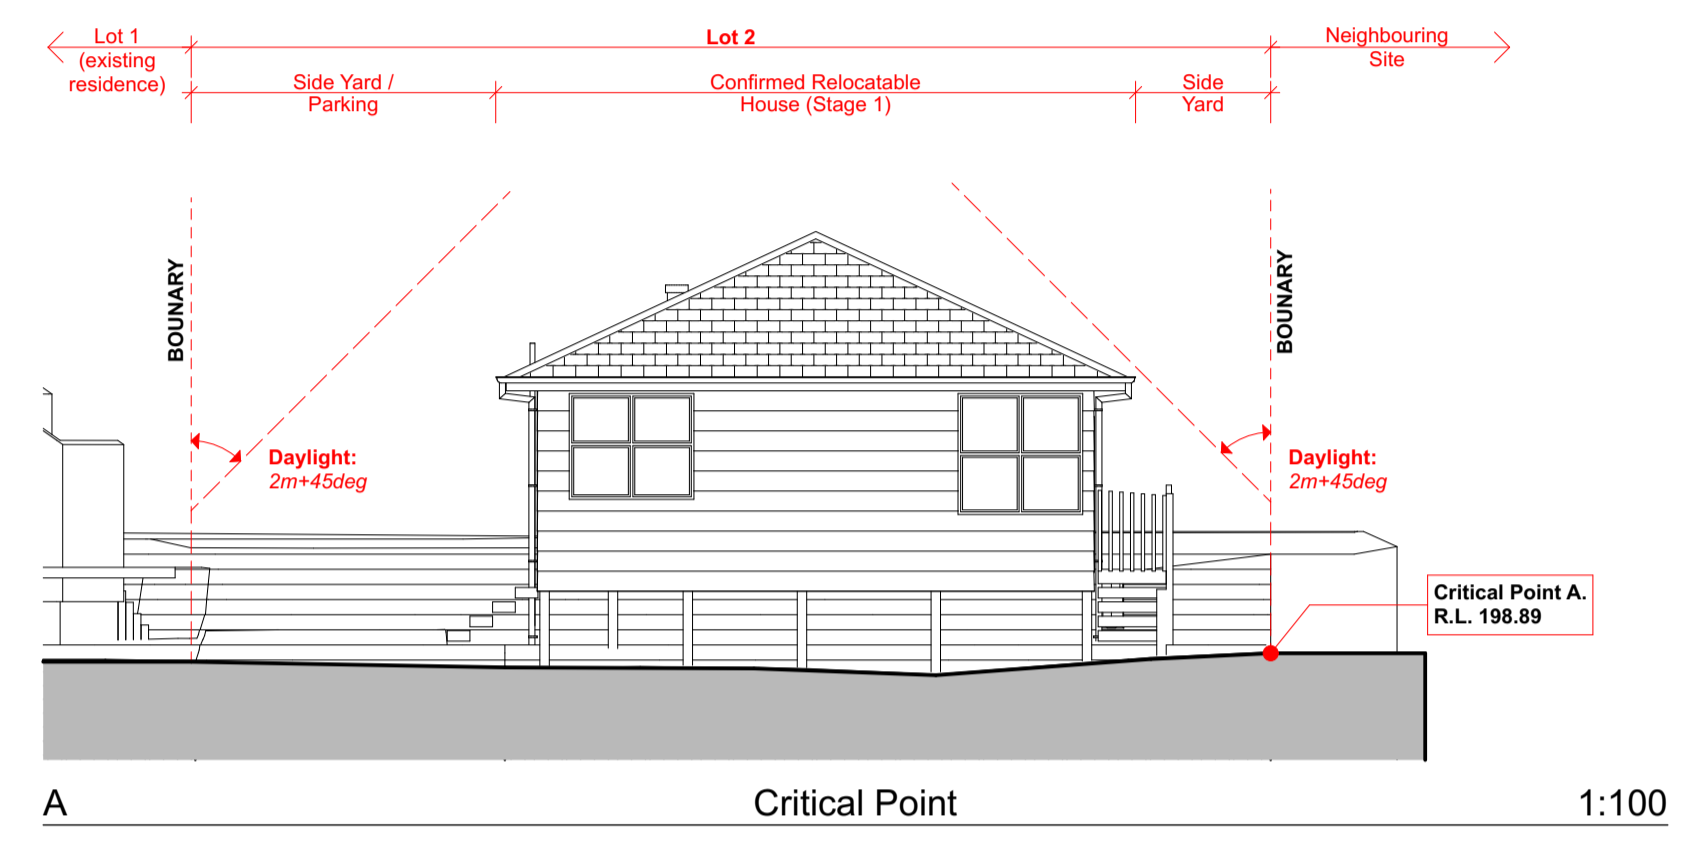 Lot 1
(existing
residence)
Lot 2
Neighbouring
Site
Side Yard /
Parking
Confirmed Relocatable
House (Stage 1)
Side
Yard
BOUNARY
BOUNARY
Daylight:
2m+45deg
Daylight:
2m+45deg
Critical Point A.
R.L. 198.89
A
Critical Point
1:100